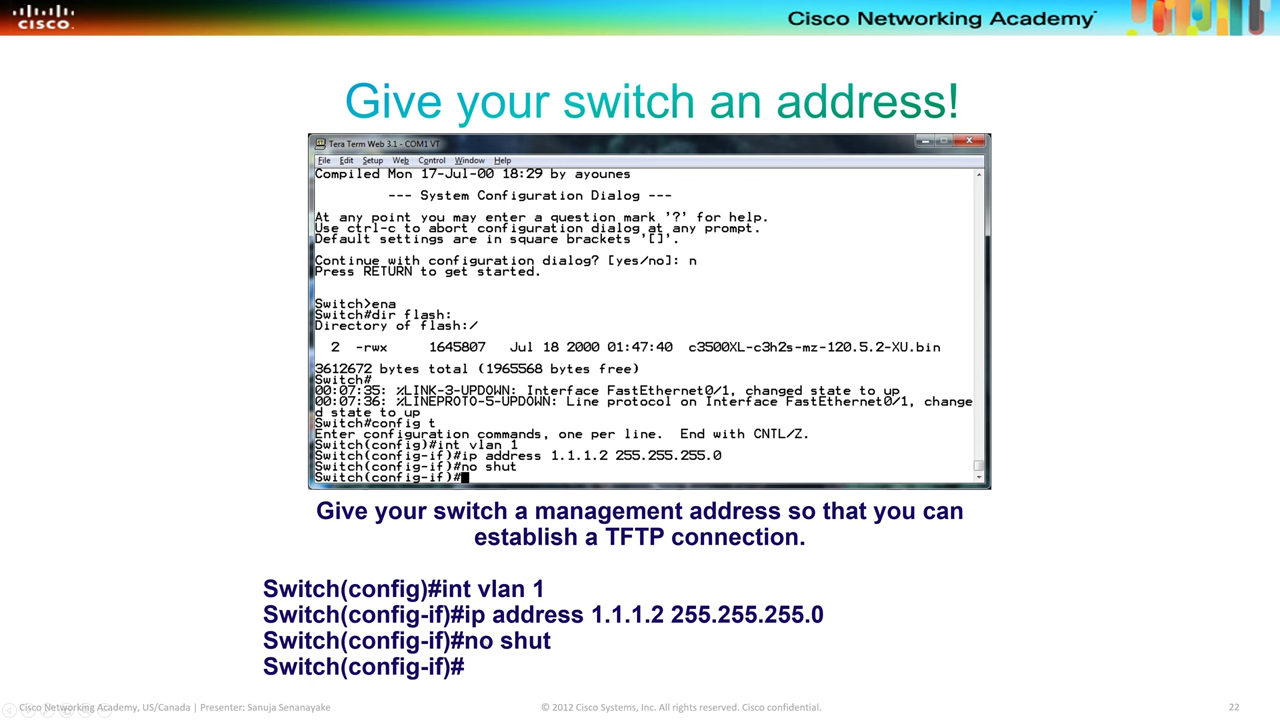 CISCO.
Cisco Networking Academy
Give your switch an address!
Tera Term Web 3.1 - COM1 VT
File Edit Setup Web Control Window Help
Compiled Mon 17-Jul-00 18:29 by ayounes
--- System Configuration Dialog ---
At any point you may enter a question mark '?' for help.
Use ctrl-c to abort configuration dialog at any prompt.
Default settings are in square brackets '[]'.
Continue with configuration dialog? [yes/no]: n
Press RETURN to get started.
Switch>ena
Switch#dir flash:
Directory of flash:/
2 -rwx 1645807 Jul 18 2000 01:47:40 c3500XL-c3h2s-mz-120.5.2-XU.bin
3612672 bytes total (1965568 bytes free)
Switch#
00:07:35: %LINK-3-UPDOWN: Interface FastEthernet0/1, changed state to up
00:07:36: %LINEPROTO-5-UPDOWN: Line protocol on Interface FastEthernet0/1, change
d state to up
Switch#config t
Enter configuration commands, one per line. End with CNTL/Z.
Switch(config)#int vlan 1
Switch(config-if)#ip address 1.1.1.2 255.255.255.0
Switch(config-if)#no shut
Switch(config-if)#
Give your switch a management address so that you can
establish a TFTP connection.
Switch(config)#int vlan 1
Switch(config-if)#ip address 1.1.1.2 255.255.255.0
Switch(config-if)#no shut
Switch(config-if)#
Cisco Networking Academy, US/Canada | Presenter: Sanuja Senanayake
© 2012 Cisco Systems, Inc. All rights reserved. Cisco confidential.
22